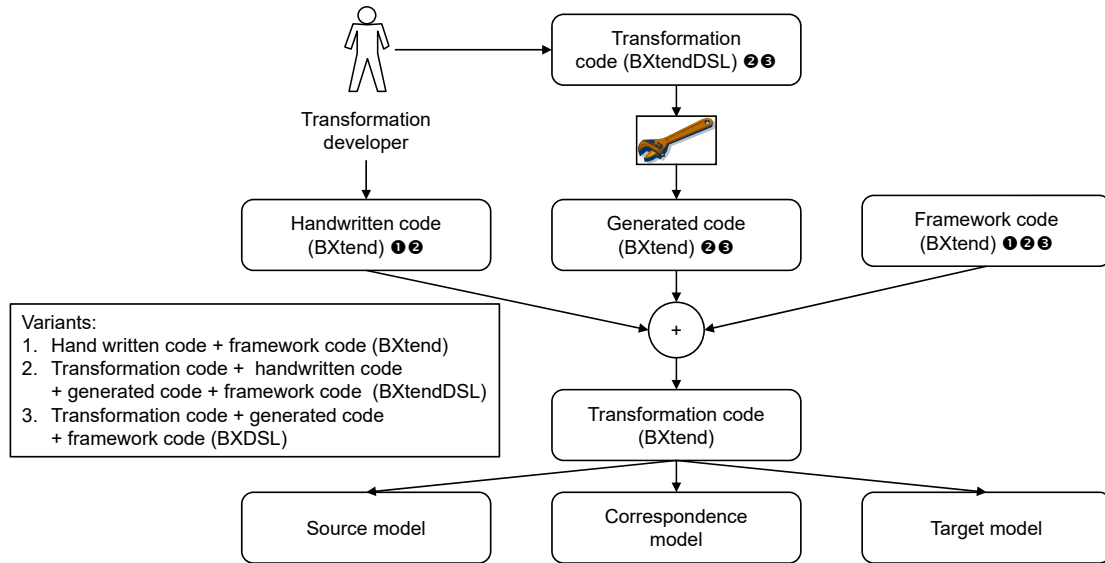 Transformation
code (BXtendDSL) ❷❸
Transformation
developer
Handwritten code
(BXtend) ❶❷
Generated code
(BXtend) ❷❸
Framework code
(BXtend) ❶❷❸
+
Variants:
1. Hand written code + framework code (BXtend)
2. Transformation code + handwritten code
+ generated code + framework code (BXtendDSL)
3. Transformation code + generated code
+ framework code (BXDSL)
Transformation code
(BXtend)
Source model
Correspondence
model
Target model